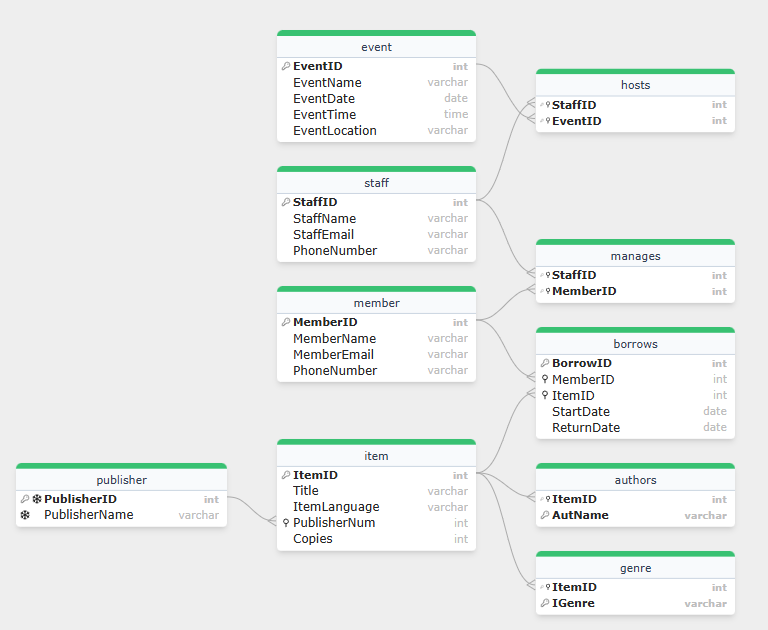 event
EventID int
EventName varchar
EventDate date
EventTime time
EventLocation varchar
hosts
StaffID int
EventID int
staff
StaffID int
StaffName varchar
StaffEmail varchar
PhoneNumber varchar
manages
StaffID int
MemberID int
member
MemberID int
MemberName varchar
MemberEmail varchar
PhoneNumber varchar
borrows
BorrowID int
MemberID int
ItemID int
StartDate date
ReturnDate date
publisher
PublisherID int
PublisherName varchar
item
ItemID int
Title varchar
ItemLanguage varchar
PublisherNum int
Copies int
authors
ItemID int
AutName varchar
genre
ItemID int
IGenre varchar